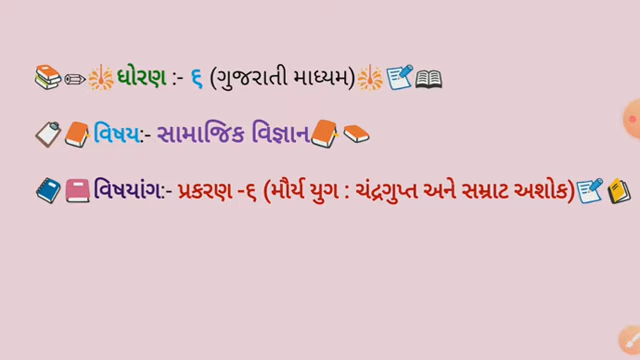 ધોરણ :- ૬ (ગુજરાતી માધ્યમ)
વિષય:- સામાજિક વિજ્ઞાન
વિષયાંગ:- પ્રકરણ -૬ (મૌર્ય યુગ : ચંદ્રગુપ્ત અને સમ્રાટ અશોક)